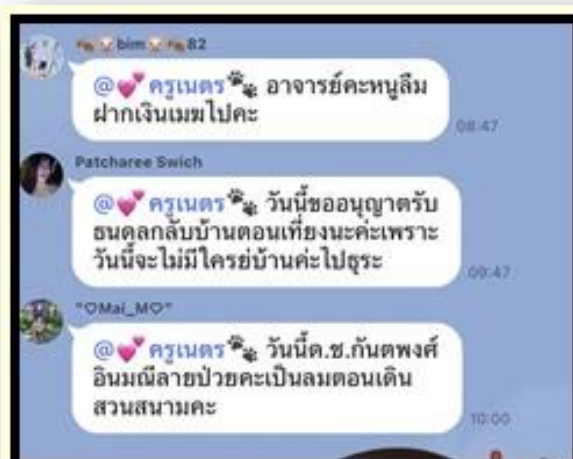 bim 82
@💕 ครูเนตร🐾 อาจารย์คะหนูลืม
ฝากเงินเมฆไปคะ
08:47
Patcharee Swich
@💕 ครูเนตร🐾 วันนี้ขออนุญาตรับ
ธนดลกลับบ้านตอนเที่ยงนะค่ะเพราะ
วันนี้จะไม่มีใครย่บ้านค่ะไปธุระ
09:47
"♡Mai_M♡"
@💕 ครูเนตร🐾 วันนี้ด.ช.กันตพงศ์
อินมณีลายป่วยคะเป็นลมตอนเดิน
สวนสนามคะ
10:00